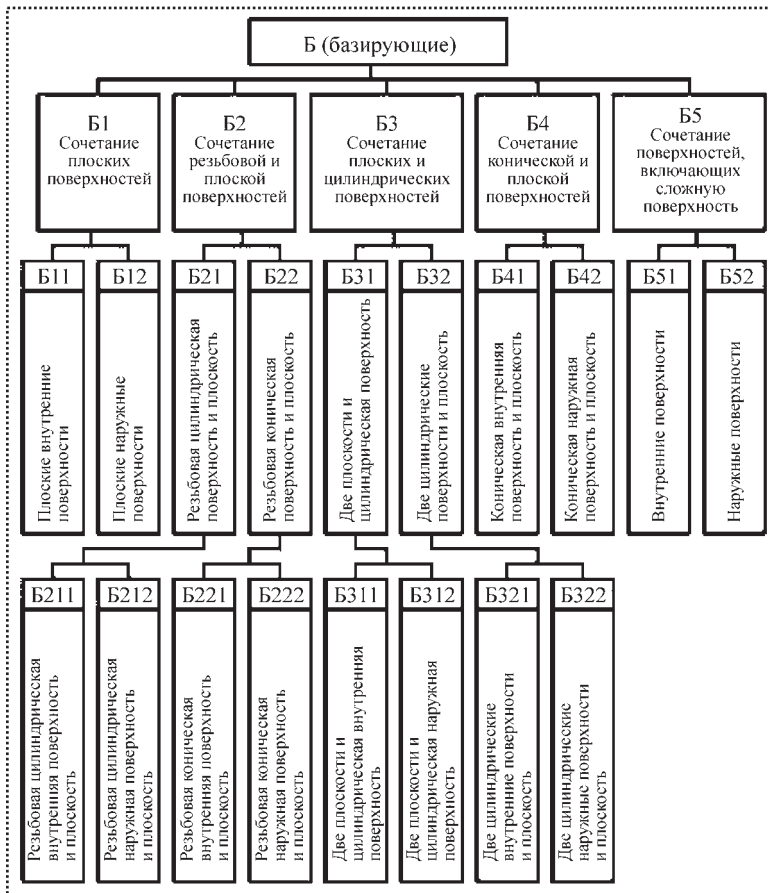 Б (базирующие)
Б1
Сочетание
плоских
поверхностей
Б2
Сочетание
резьбовой и
плоской
поверхностей
Б3
Сочетание
плоских и
цилиндрических
поверхностей
Б4
Сочетание
конической и
плоской
поверхностей
Б5
Сочетание
поверхностей,
включающих
сложную
поверхность
Б11
Плоские внутренние
поверхности
Б12
Плоские наружные
поверхности
Б21
Резьбовая цилиндрическая
поверхность и плоскость
Б22
Резьбовая коническая
поверхность и плоскость
Б31
Две плоскости и
цилиндрическая поверхность
Б32
Две цилиндрические
поверхности и плоскость
Б41
Коническая внутренняя
поверхность и плоскость
Б42
Коническая наружная
поверхность и плоскость
Б51
Внутренние поверхности
Б52
Наружные поверхности
Б211
Резьбовая цилиндрическая
внутренняя поверхность
и плоскость
Б212
Резьбовая цилиндрическая
наружная поверхность
и плоскость
Б221
Резьбовая коническая
внутренняя поверхность
и плоскость
Б222
Резьбовая коническая
наружная поверхность
и плоскость
Б311
Две плоскости и
цилиндрическая внутренняя
поверхность
Б312
Две плоскости и
цилиндрическая наружная
поверхность
Б321
Две цилиндрические
внутренние поверхности
и плоскость
Б322
Две цилиндрические
наружные поверхности
и плоскость